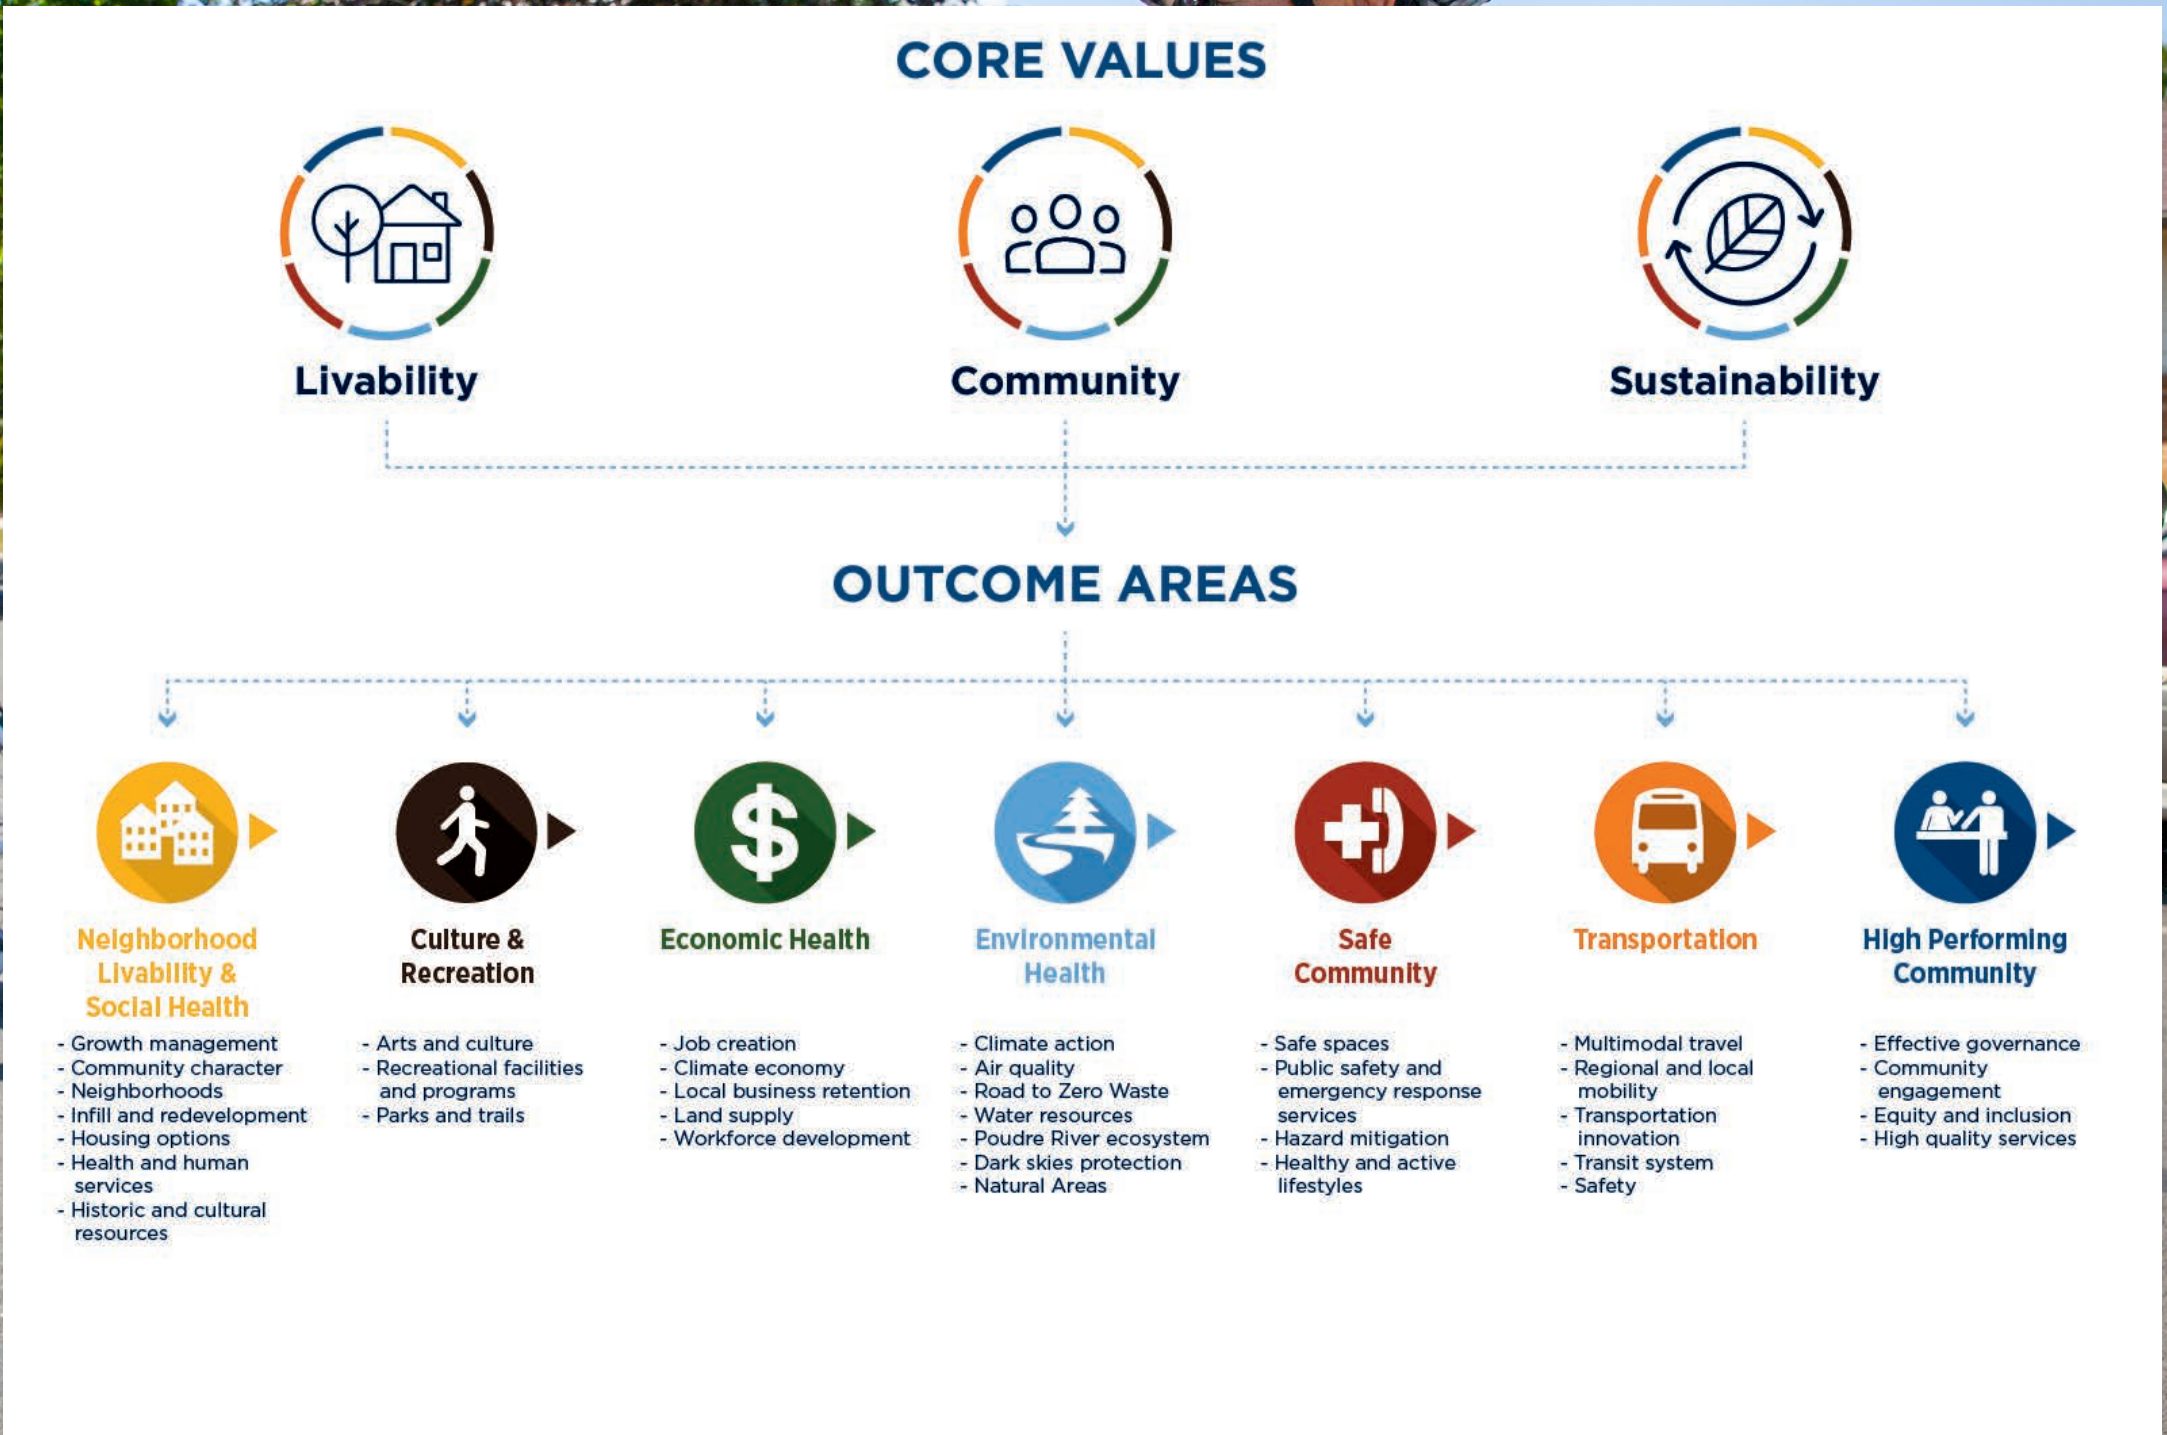 CORE VALUES
Livability
Community
Sustainability
OUTCOME AREAS
Neighborhood
Livability &
Social Health
- Growth management
- Community character
- Neighborhoods
- Infill and redevelopment
- Housing options
- Health and human
services
- Historic and cultural
resources
Culture &
Recreation
- Arts and culture
- Recreational facilities
and programs
- Parks and trails
Economic Health
- Job creation
- Climate economy
- Local business retention
- Land supply
- Workforce development
Environmental
Health
- Climate action
- Air quality
- Road to Zero Waste
- Water resources
- Poudre River ecosystem
- Dark skies protection
- Natural Areas
Safe
Community
- Safe spaces
- Public safety and
emergency response
services
- Hazard mitigation
- Healthy and active
lifestyles
Transportation
- Multimodal travel
- Regional and local
mobility
- Transportation
innovation
- Transit system
- Safety
High Performing
Community
- Effective governance
- Community
engagement
- Equity and inclusion
- High quality services